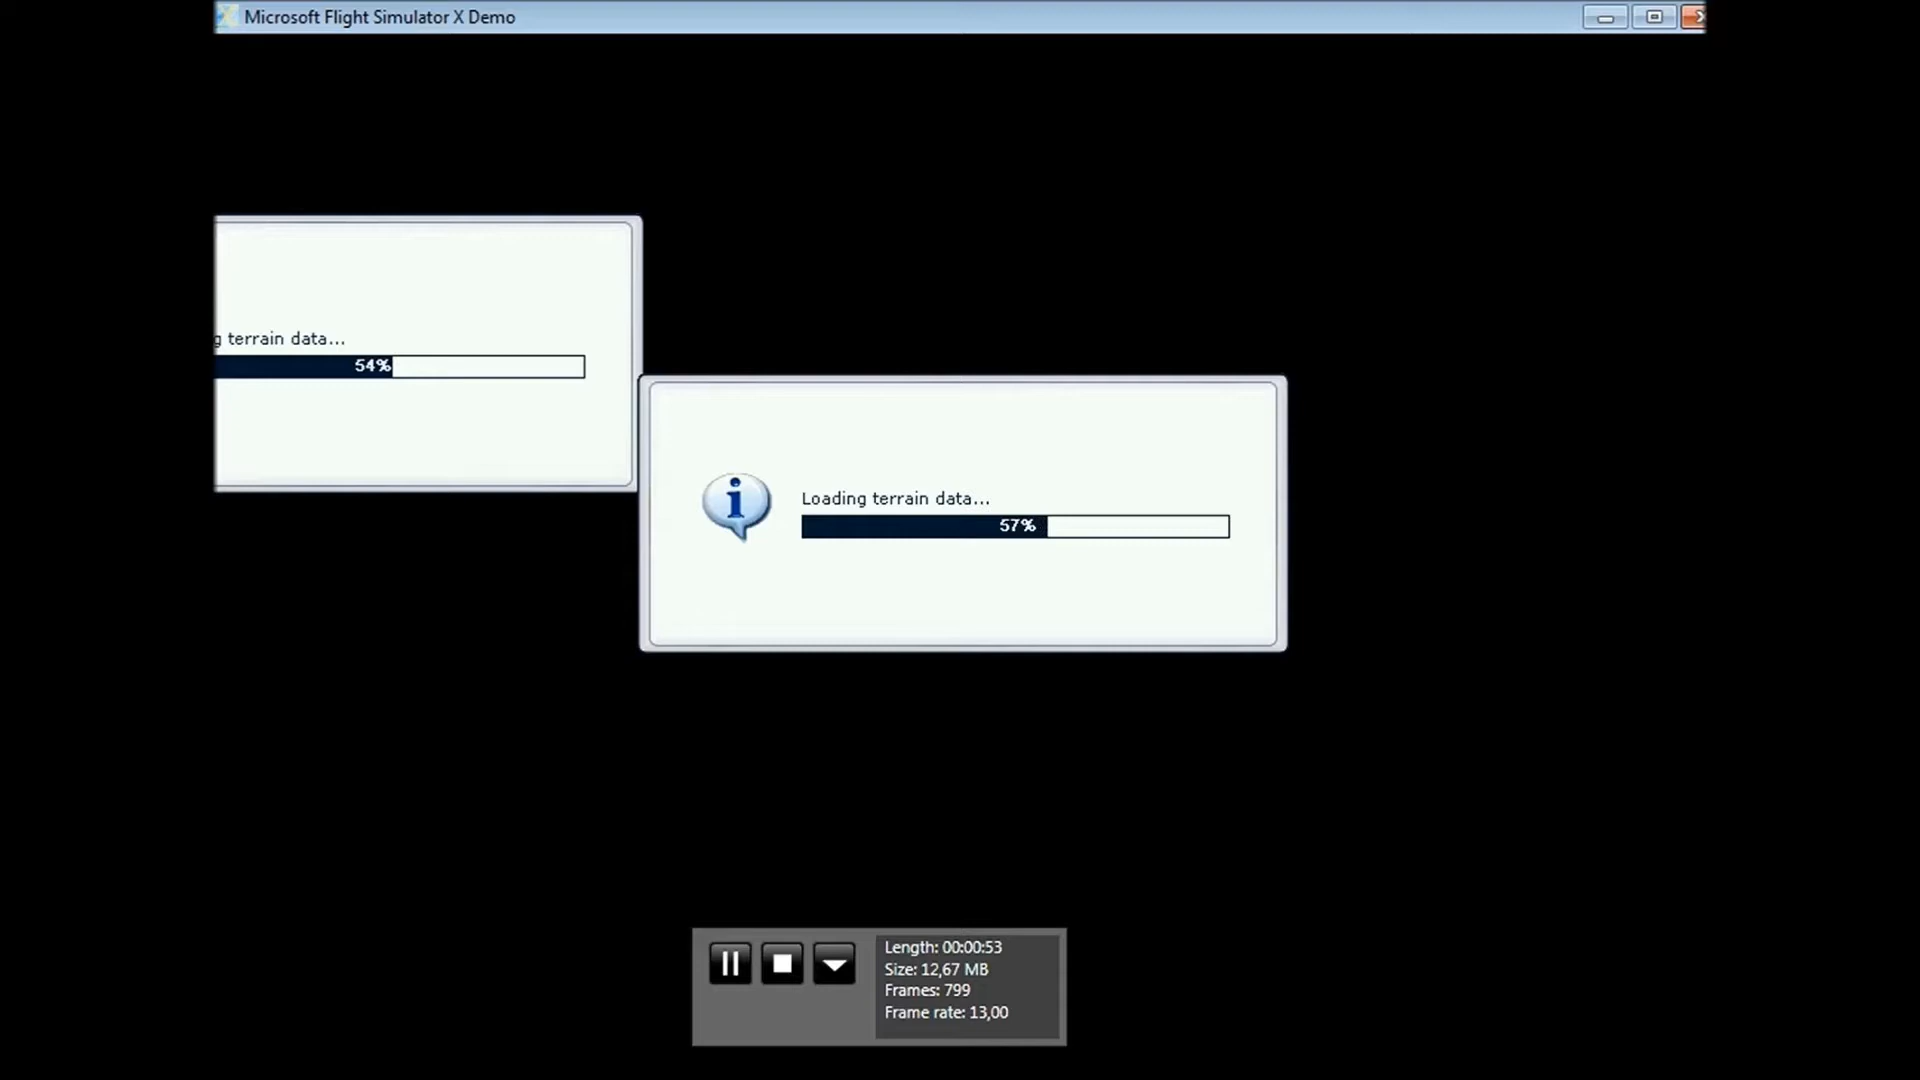 Microsoft Flight Simulator X Demo
g terrain data...
54%
Loading terrain data...
57%
Length: 00:00:53
Size: 12,67 MB
Frames: 799
Frame rate: 13,00